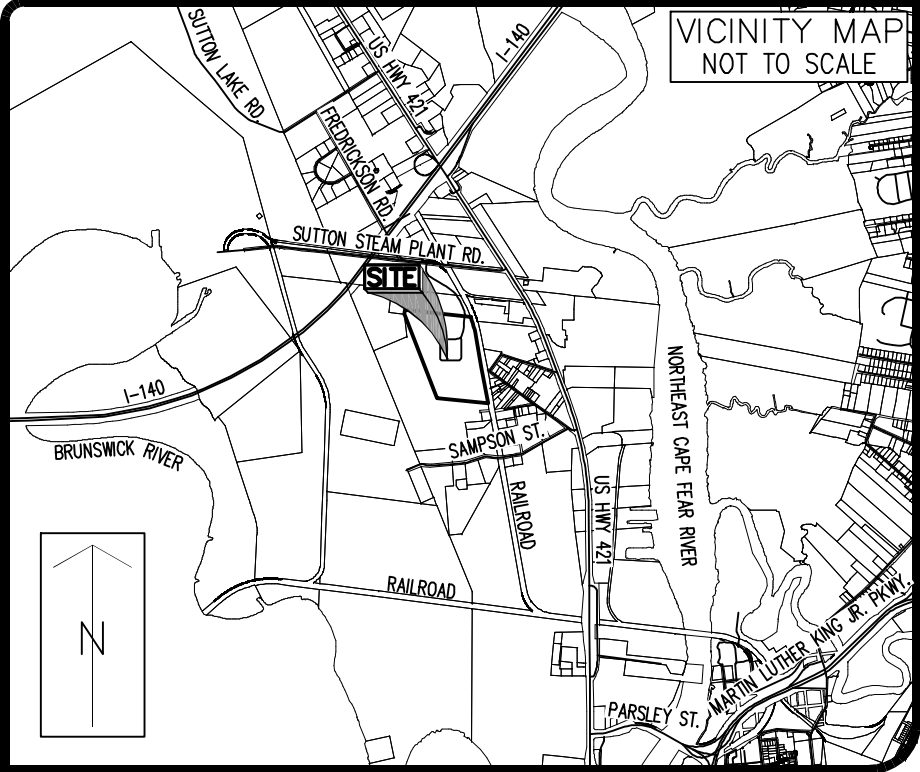 VICINITY MAP
NOT TO SCALE
SUTTON LAKE RD.
US HWY 421
I-140
FREDRICKSON RD.
SUTTON STEAM PLANT RD.
SITE
I-140
BRUNSWICK RIVER
SAMPSON ST.
NORTHEAST CAPE FEAR RIVER
RAILROAD
US HWY 421
RAILROAD
N
MARTIN LUTHER KING JR. PKWY.
PARSLEY ST.